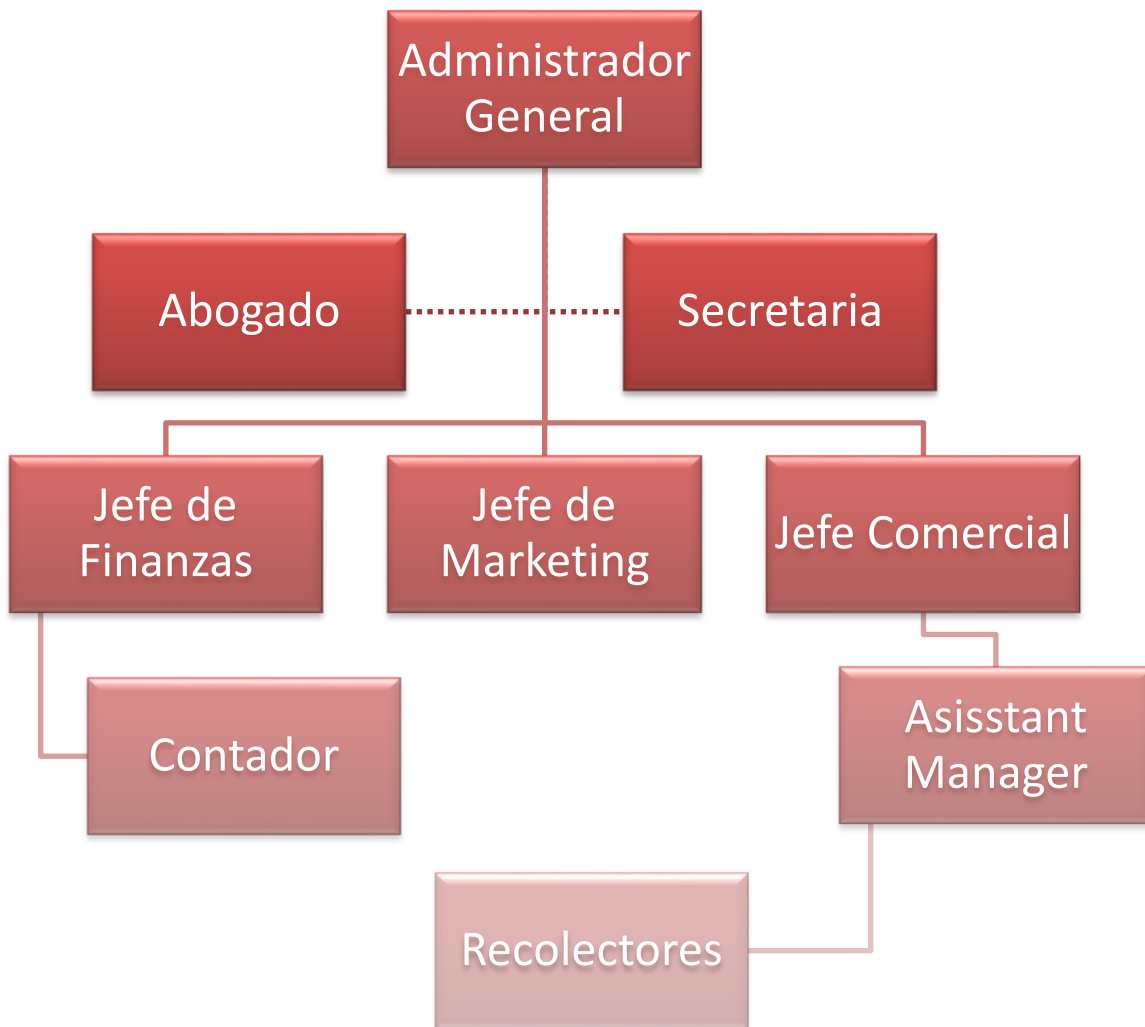 Administrador
General
Abogado
Secretaria
Jefe de
Finanzas
Jefe de
Marketing
Jefe Comercial
Contador
Asisstant
Manager
Recolectores